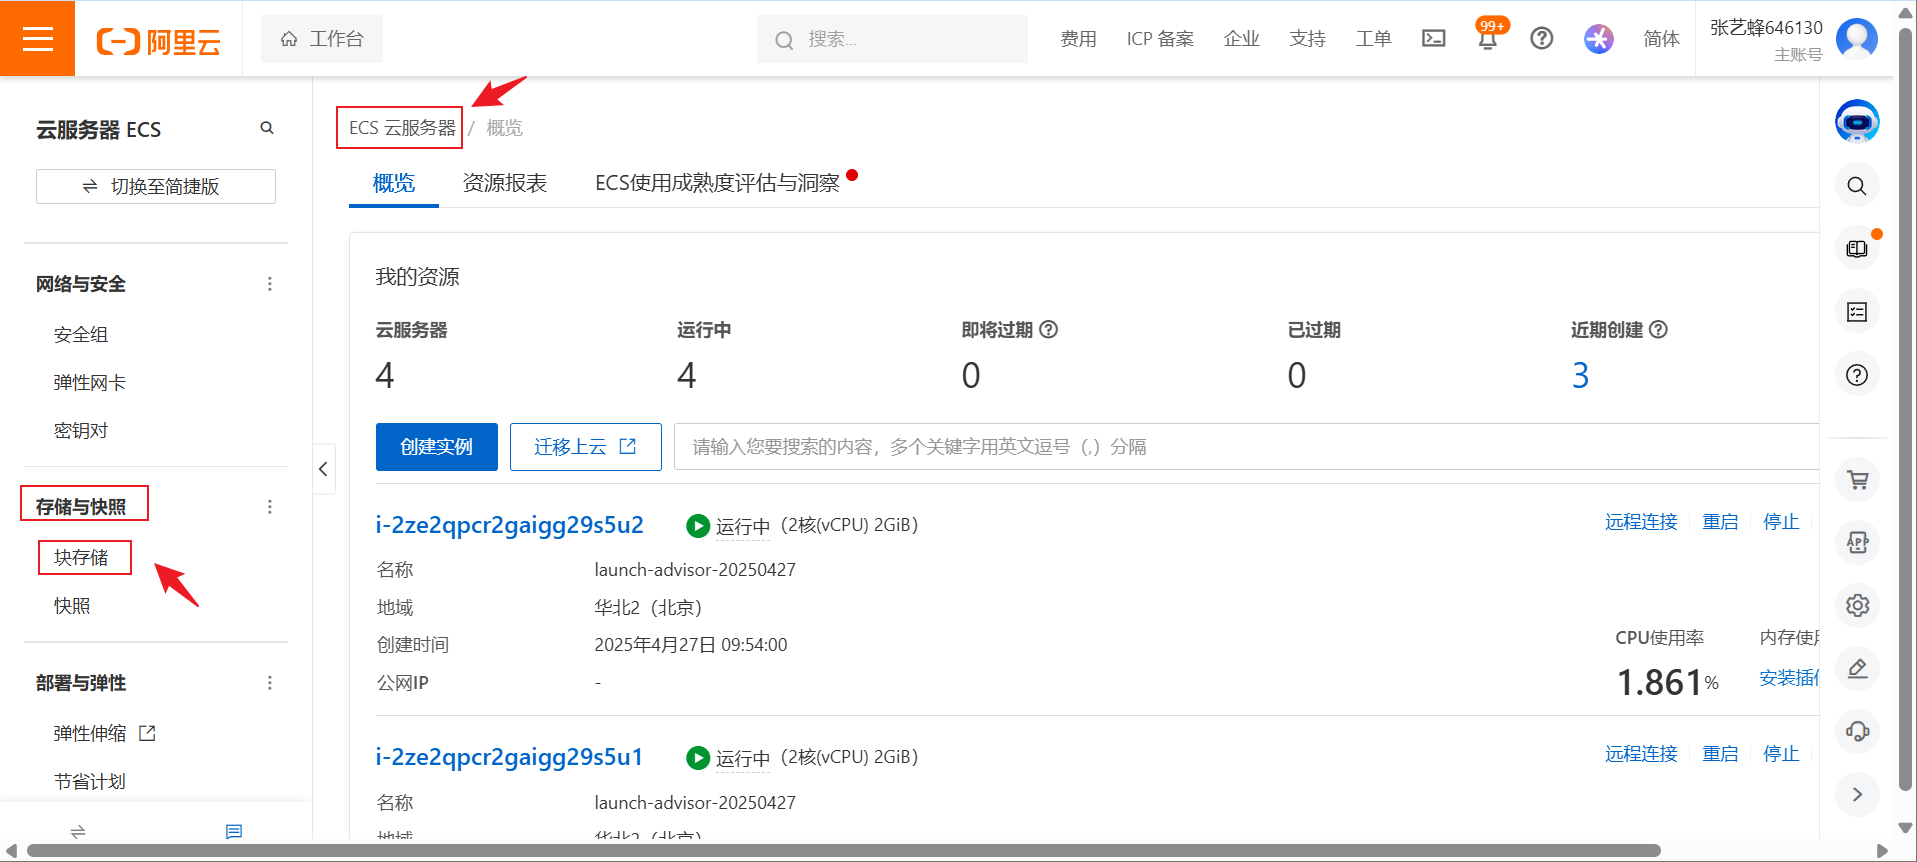 阿里云
工作台
搜索...
费用
ICP 备案
企业
支持
工单
99+
简体
张艺蜂646130
主账号
云服务器 ECS
切换至简捷版
网络与安全
安全组
弹性网卡
密钥对
存储与快照
块存储
快照
部署与弹性
弹性伸缩
节省计划
ECS 云服务器 / 概览
概览
资源报表
ECS使用成熟度评估与洞察
我的资源
云服务器
运行中
即将过期
已过期
近期创建
4
4
0
0
3
创建实例
迁移上云
请输入您要搜索的内容，多个关键字用英文逗号（,）分隔
i-2ze2qpcr2gaigg29s5u2
运行中（2核(vCPU) 2GiB）
远程连接
重启
停止
名称
launch-advisor-20250427
地域
华北2（北京）
创建时间
2025年4月27日 09:54:00
公网IP
-
CPU使用率
1.861%
内存使用
安装插件
i-2ze2qpcr2gaigg29s5u1
运行中（2核(vCPU) 2GiB）
远程连接
重启
停止
名称
launch-advisor-20250427
地域
华北2（北京）
APP